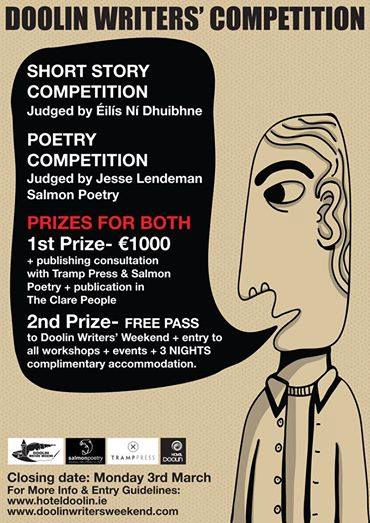 DOOLIN WRITERS' COMPETITION
SHORT STORY
COMPETITION
Judged by Éilís Ní Dhuibhne
POETRY
COMPETITION
Judged by Jesse Lendeman
Salmon Poetry
PRIZES FOR BOTH
1st Prize- €1000
+ publishing consultation
with Tramp Press & Salmon
Poetry + publication in
The Clare People
2nd Prize- FREE PASS
to Doolin Writers' Weekend + entry to
all workshops + events + 3 NIGHTS
complimentary accommodation.
DOOLIN
salmonpoetry
TRAMP PRESS
HOTEL
DOOLIN
Closing date: Monday 3rd March
For More Info & Entry Guidelines:
www.hoteldoolin.ie
www.doolinwritersweekend.com